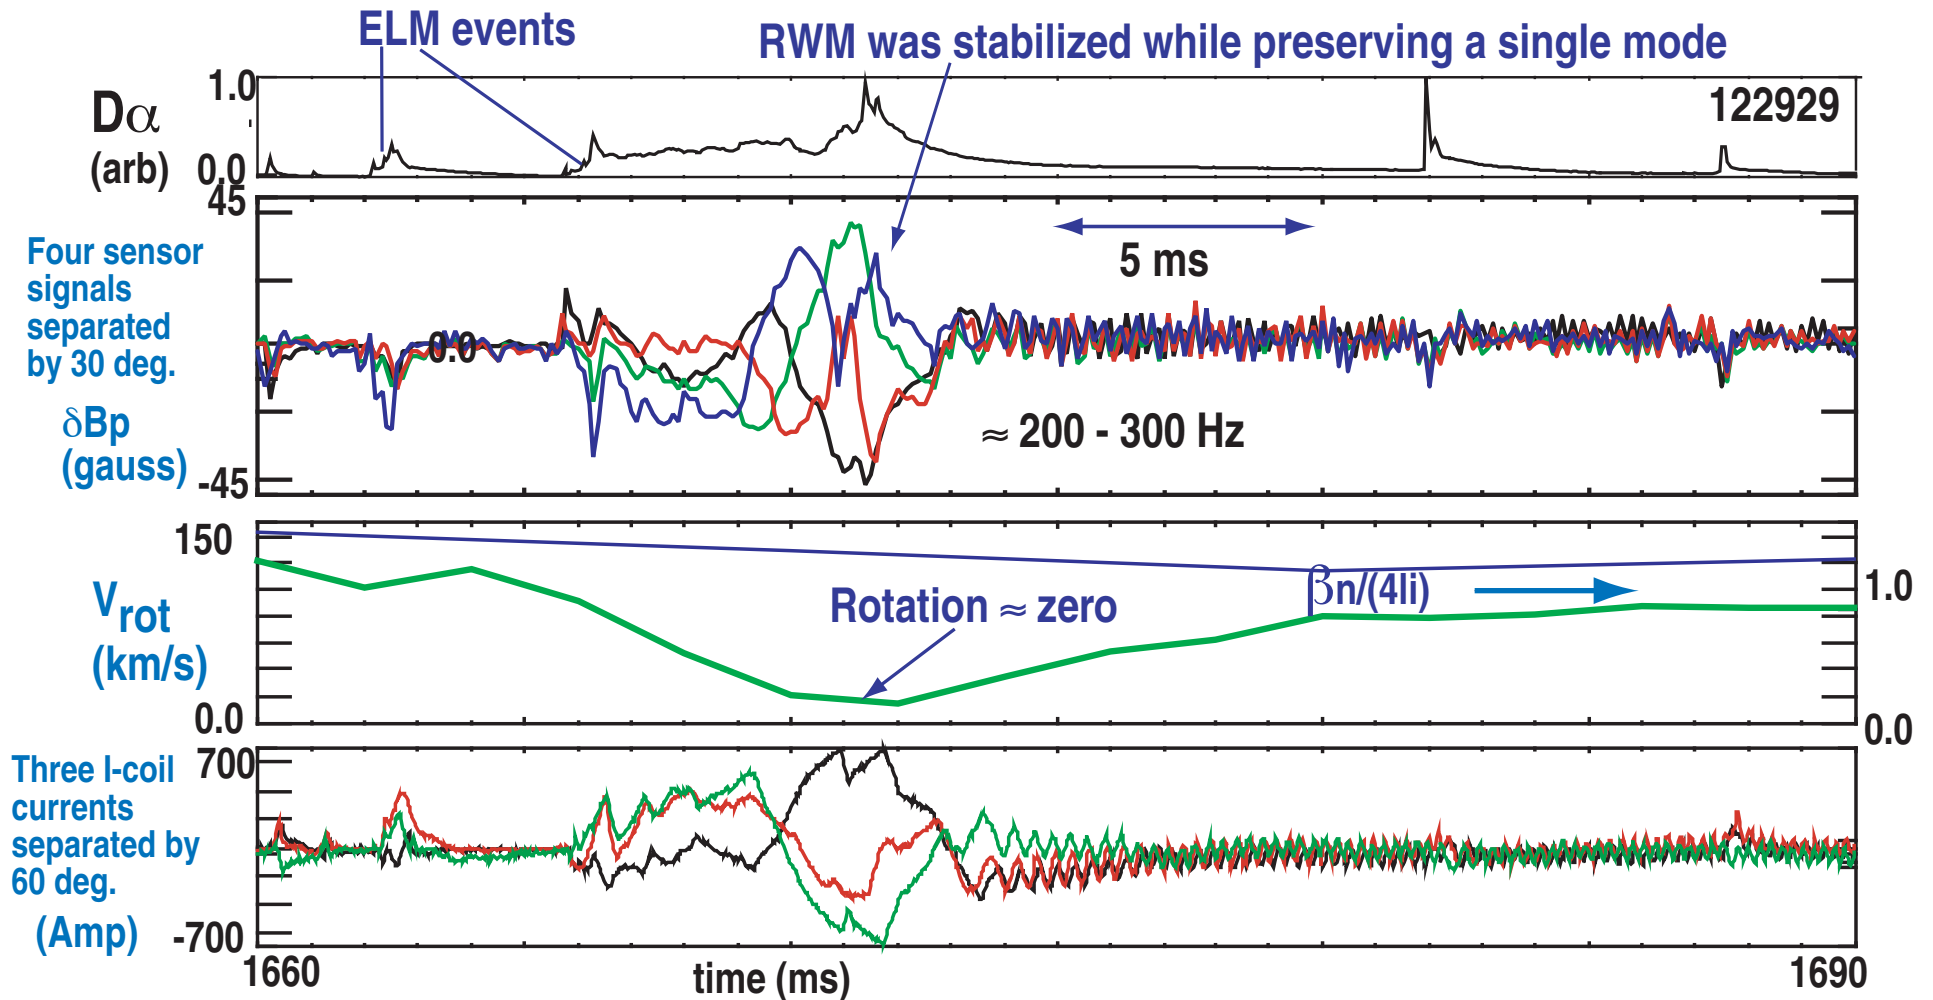 ELM events
RWM was stabilized while preserving a single mode
1.0
Dα
(arb)
0.0
122929
45
Four sensor
signals
separated
by 30 deg.
δBp
(gauss)
0.0
-45
5 ms
≈ 200 - 300 Hz
150
Vrot
(km/s)
0.0
Rotation ≈ zero
βn/(4li)
1.0
0.0
Three I-coil
currents
separated by
60 deg.
(Amp)
700
-700
1660
time (ms)
1690